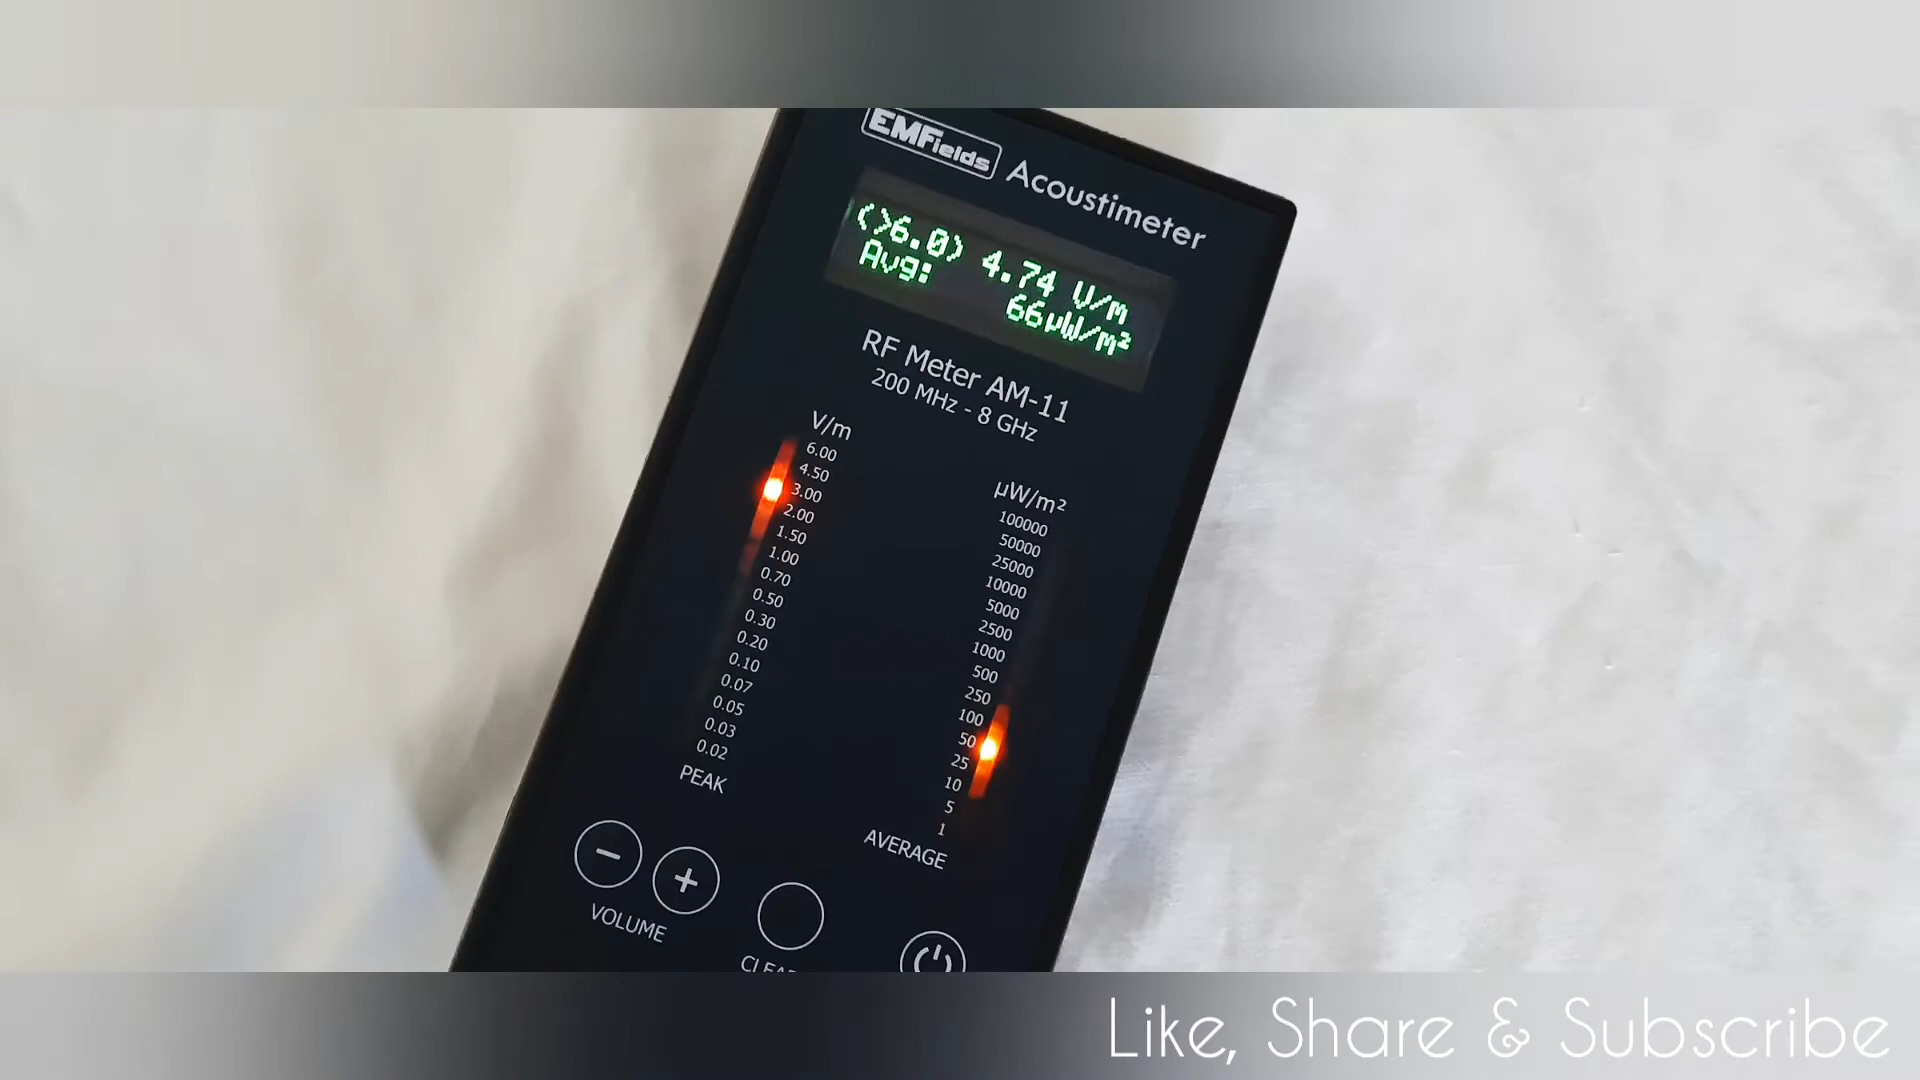 EMFields Acoustimeter
(>6.0) 4.74 V/m
Avg: 66µW/m²
RF Meter AM-11
200 MHz - 8 GHz
V/m
6.00
4.50
3.00
2.00
1.50
1.00
0.70
0.50
0.30
0.20
0.10
0.07
0.05
0.03
0.02
PEAK
µW/m²
100000
50000
25000
10000
5000
2500
1000
500
250
100
50
25
10
5
1
AVERAGE
− +
VOLUME
Like, Share & Subscribe